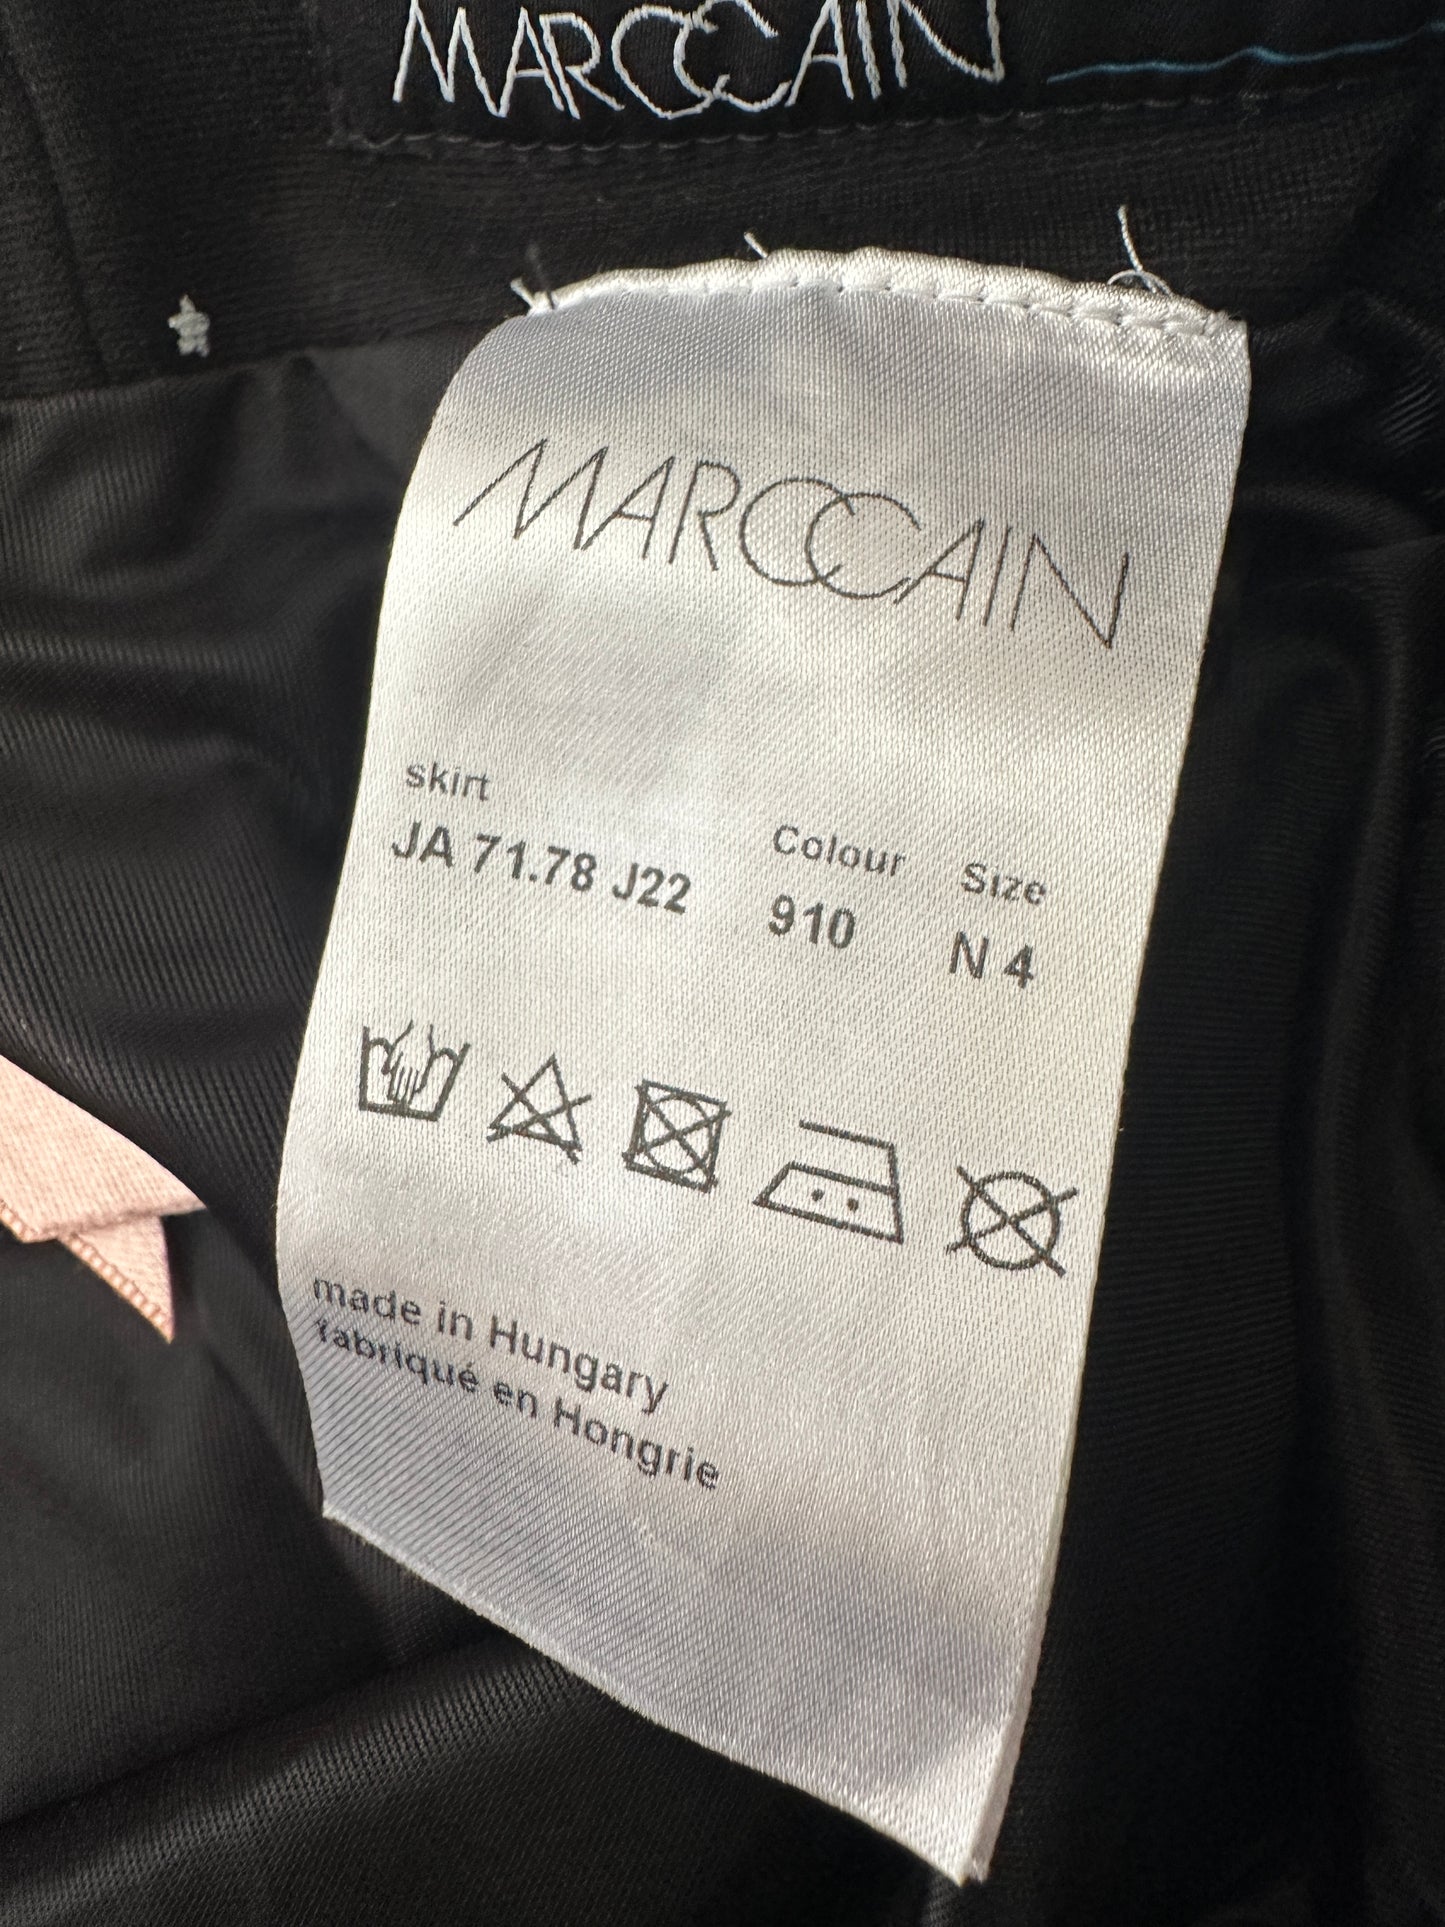 MARCCAIN
MARCCAIN
skirt Colour Size
JA 71.78 J22 910 N 4
made in Hungary
fabriqué en Hongrie